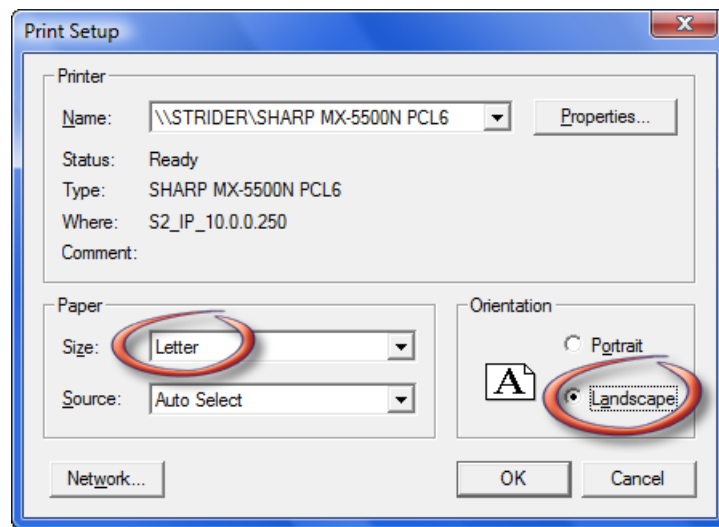 Print Setup
X
Printer
Name: \\STRIDER\SHARP MX-5500N PCL6 Properties...
Status: Ready
Type: SHARP MX-5500N PCL6
Where: S2_IP_10.0.0.250
Comment:
Paper
Size: Letter
Source: Auto Select
Orientation
Portrait
A
Landscape
Network... OK Cancel